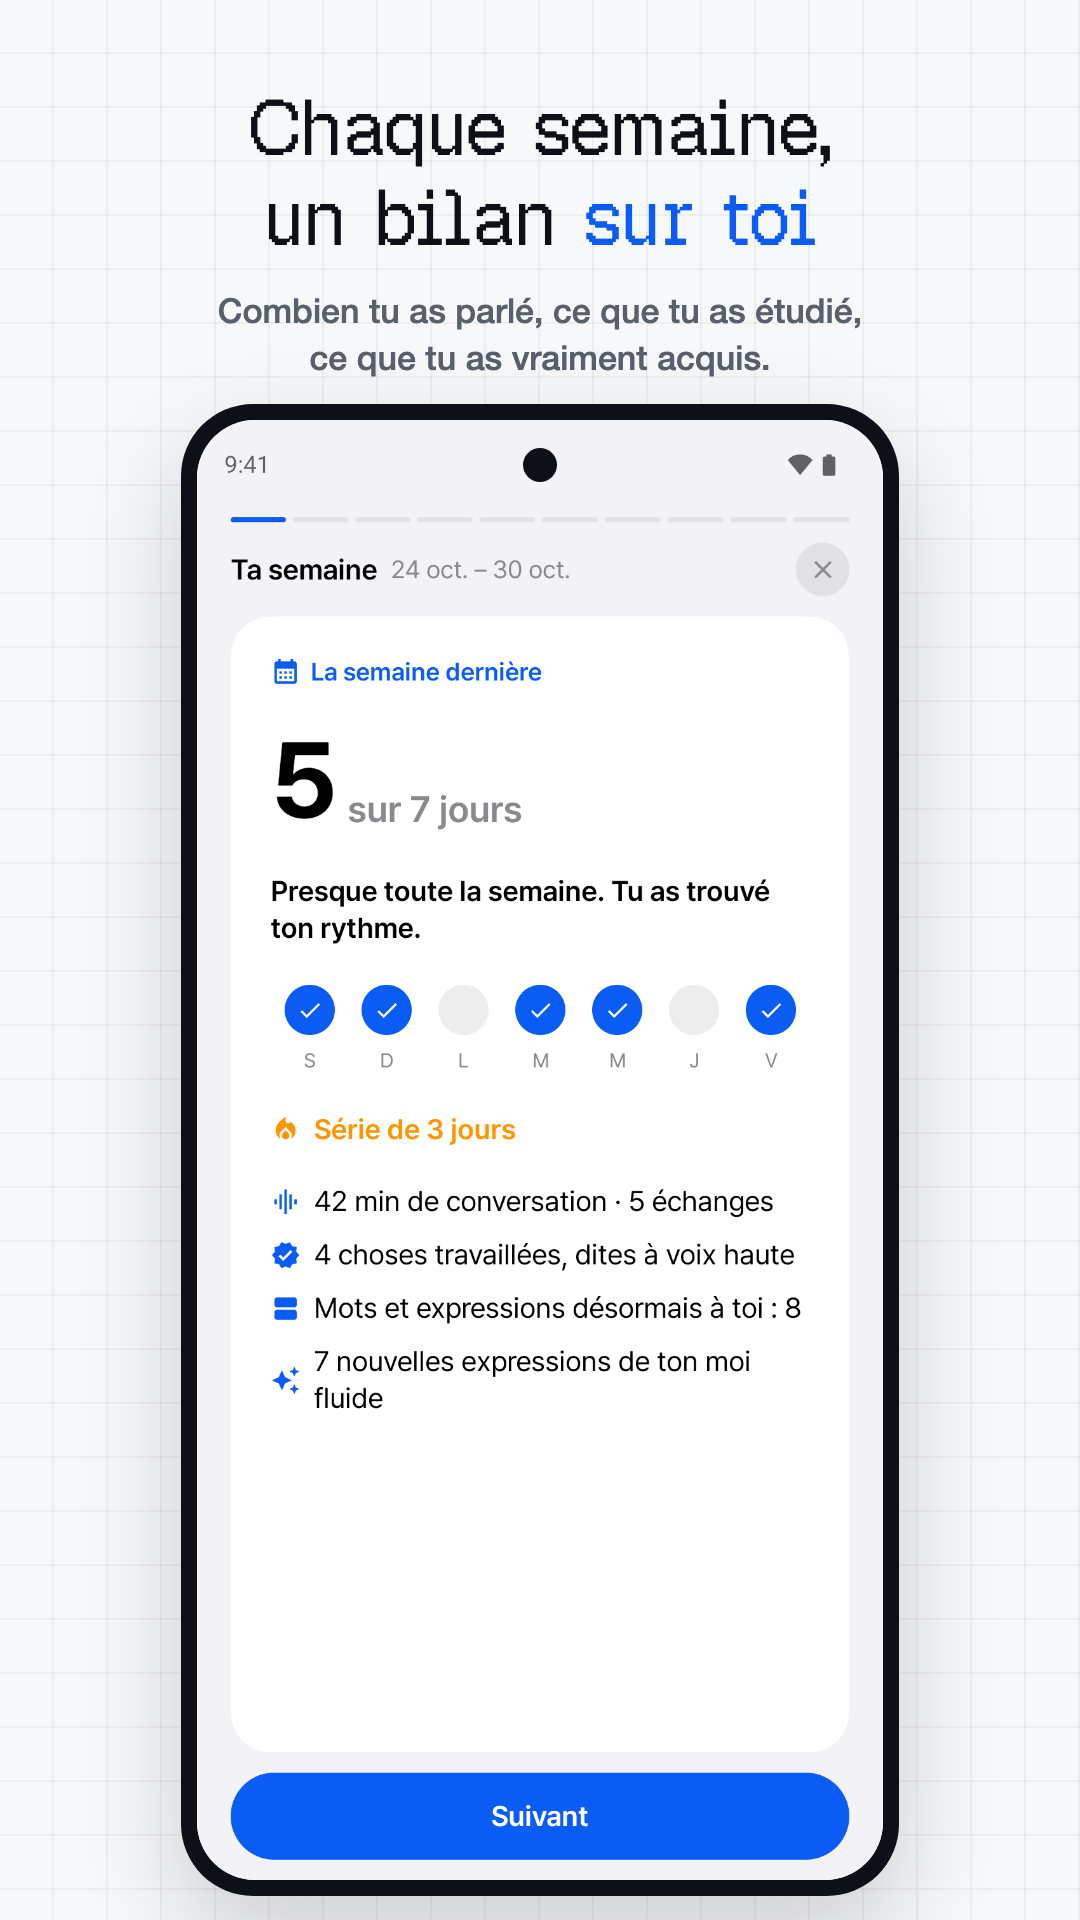 Chaque semaine,
un bilan sur toi
Combien tu as parlé, ce que tu as étudié,
ce que tu as vraiment acquis.
9:41
Ta semaine 24 oct. – 30 oct.
La semaine dernière
5 sur 7 jours
Presque toute la semaine. Tu as trouvé
ton rythme.
S D L M M J V
Série de 3 jours
42 min de conversation · 5 échanges
4 choses travaillées, dites à voix haute
Mots et expressions désormais à toi : 8
7 nouvelles expressions de ton moi
fluide
Suivant